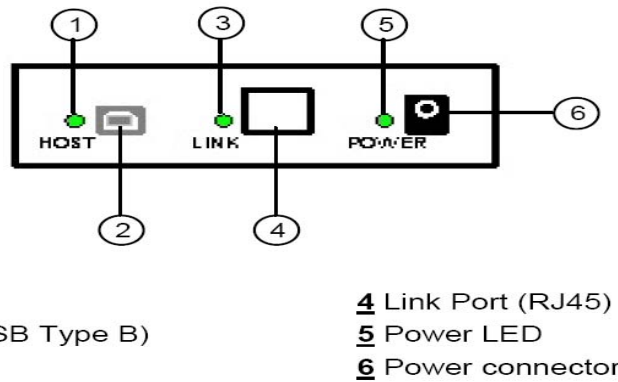 1 3 5
6
HOST LINK POWER
2 4
4 Link Port (RJ45)
SB Type B) 5 Power LED
6 Power connector